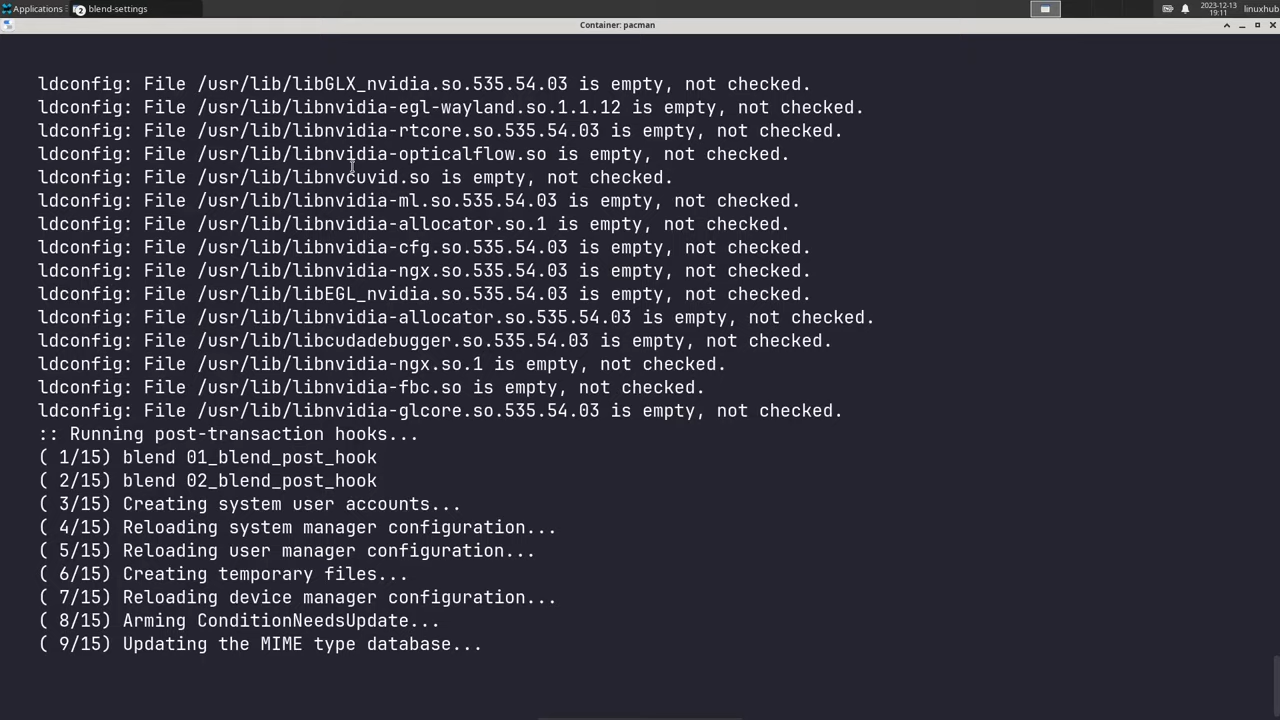 Applications
2 blend-settings
2023-12-13
19:11
linuxhub
Container: pacman
ldconfig: File /usr/lib/libGLX_nvidia.so.535.54.03 is empty, not checked.
ldconfig: File /usr/lib/libnvidia-egl-wayland.so.1.1.12 is empty, not checked.
ldconfig: File /usr/lib/libnvidia-rtcore.so.535.54.03 is empty, not checked.
ldconfig: File /usr/lib/libnvidia-opticalflow.so is empty, not checked.
ldconfig: File /usr/lib/libnvcuvid.so is empty, not checked.
ldconfig: File /usr/lib/libnvidia-ml.so.535.54.03 is empty, not checked.
ldconfig: File /usr/lib/libnvidia-allocator.so.1 is empty, not checked.
ldconfig: File /usr/lib/libnvidia-cfg.so.535.54.03 is empty, not checked.
ldconfig: File /usr/lib/libnvidia-ngx.so.535.54.03 is empty, not checked.
ldconfig: File /usr/lib/libEGL_nvidia.so.535.54.03 is empty, not checked.
ldconfig: File /usr/lib/libnvidia-allocator.so.535.54.03 is empty, not checked.
ldconfig: File /usr/lib/libcudadebugger.so.535.54.03 is empty, not checked.
ldconfig: File /usr/lib/libnvidia-ngx.so.1 is empty, not checked.
ldconfig: File /usr/lib/libnvidia-fbc.so is empty, not checked.
ldconfig: File /usr/lib/libnvidia-glcore.so.535.54.03 is empty, not checked.
:: Running post-transaction hooks...
( 1/15) blend 01_blend_post_hook
( 2/15) blend 02_blend_post_hook
( 3/15) Creating system user accounts...
( 4/15) Reloading system manager configuration...
( 5/15) Reloading user manager configuration...
( 6/15) Creating temporary files...
( 7/15) Reloading device manager configuration...
( 8/15) Arming ConditionNeedsUpdate...
( 9/15) Updating the MIME type database...